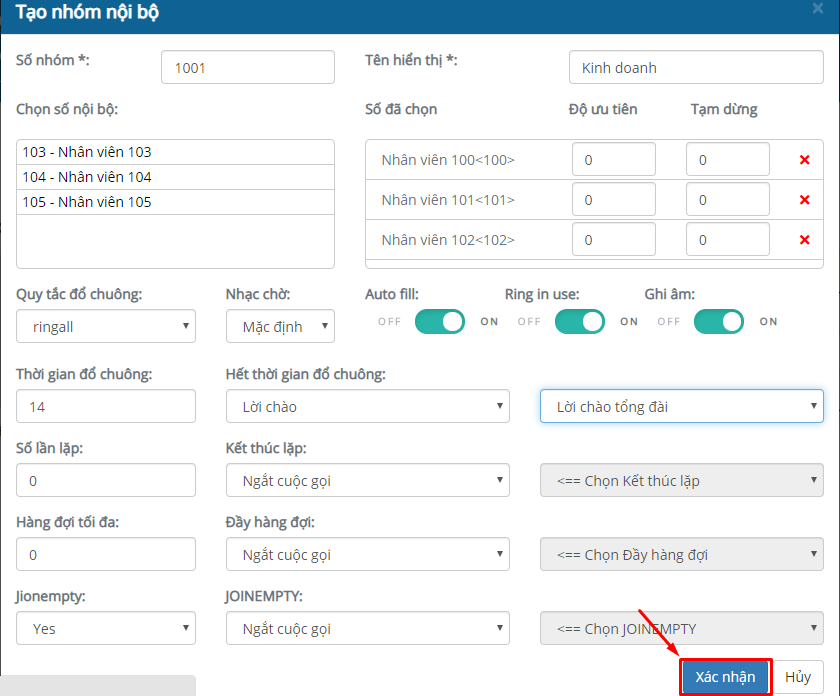 Tạo nhóm nội bộ ×
Số nhóm *: 1001 Tên hiển thị *: Kinh doanh
Chọn số nội bộ: Số đã chọn Độ ưu tiên Tạm dừng
103 - Nhân viên 103
104 - Nhân viên 104
105 - Nhân viên 105
Nhân viên 100<100> 0 0
Nhân viên 101<101> 0 0
Nhân viên 102<102> 0 0
Quy tắc đổ chuông: Nhạc chờ: Auto fill: Ring in use: Ghi âm:
ringall Mặc định OFF ON OFF ON OFF ON
Thời gian đổ chuông: Hết thời gian đổ chuông:
14 Lời chào Lời chào tổng đài
Số lần lặp: Kết thúc lặp:
0 Ngắt cuộc gọi <== Chọn Kết thúc lặp
Hàng đợi tối đa: Đầy hàng đợi:
0 Ngắt cuộc gọi <== Chọn Đầy hàng đợi
Jionempty: JOINEMPTY:
Yes Ngắt cuộc gọi <== Chọn JOINEMPTY
Xác nhận Hủy